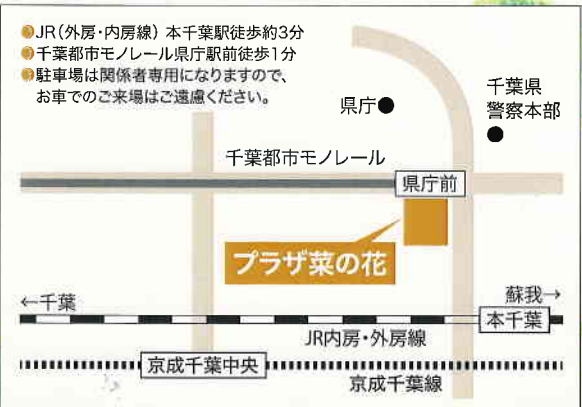 JR(外房・内房線) 本千葉駅徒歩約3分
千葉都市モノレール県庁駅前徒歩1分
駐車場は関係者専用になりますので、
お車でのご来場はご遠慮ください。
県庁●
千葉県
警察本部
●
千葉都市モノレール
県庁前
プラザ菜の花
←千葉
蘇我→
本千葉
JR内房・外房線
京成千葉中央
京成千葉線